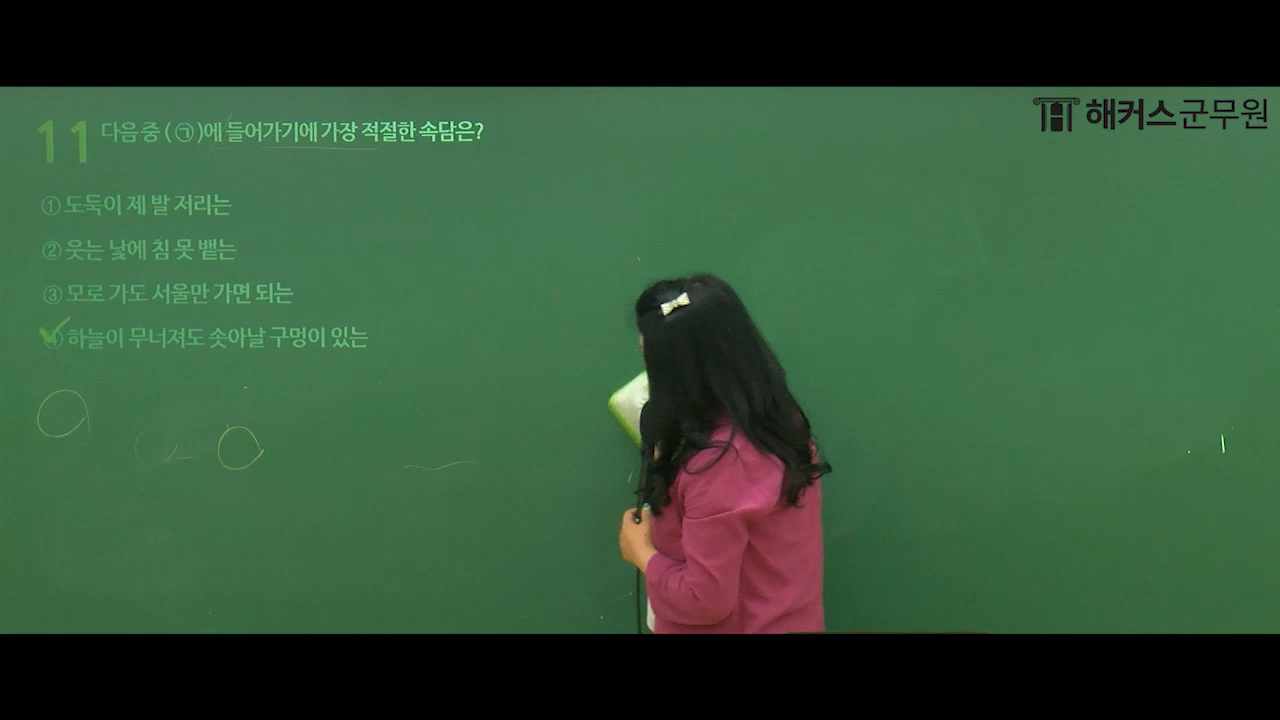 해커스군무원
11 다음 중 ( ㉠ )에 들어가기에 가장 적절한 속담은?
① 도둑이 제 발 저리는
② 웃는 낯에 침 못 뱉는
③ 모로 가도 서울만 가면 되는
④ 하늘이 무너져도 솟아날 구멍이 있는